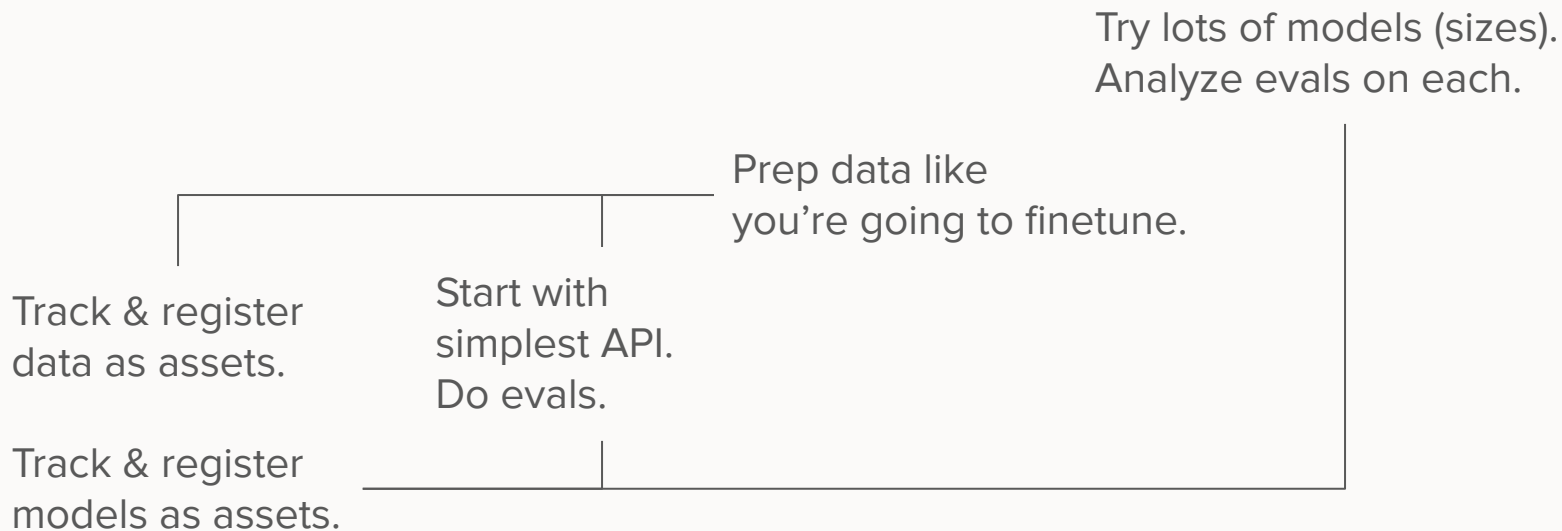 Try lots of models (sizes).
Analyze evals on each.
Prep data like
you’re going to finetune.
Track & register
data as assets.
Start with
simplest API.
Do evals.
Track & register
models as assets.